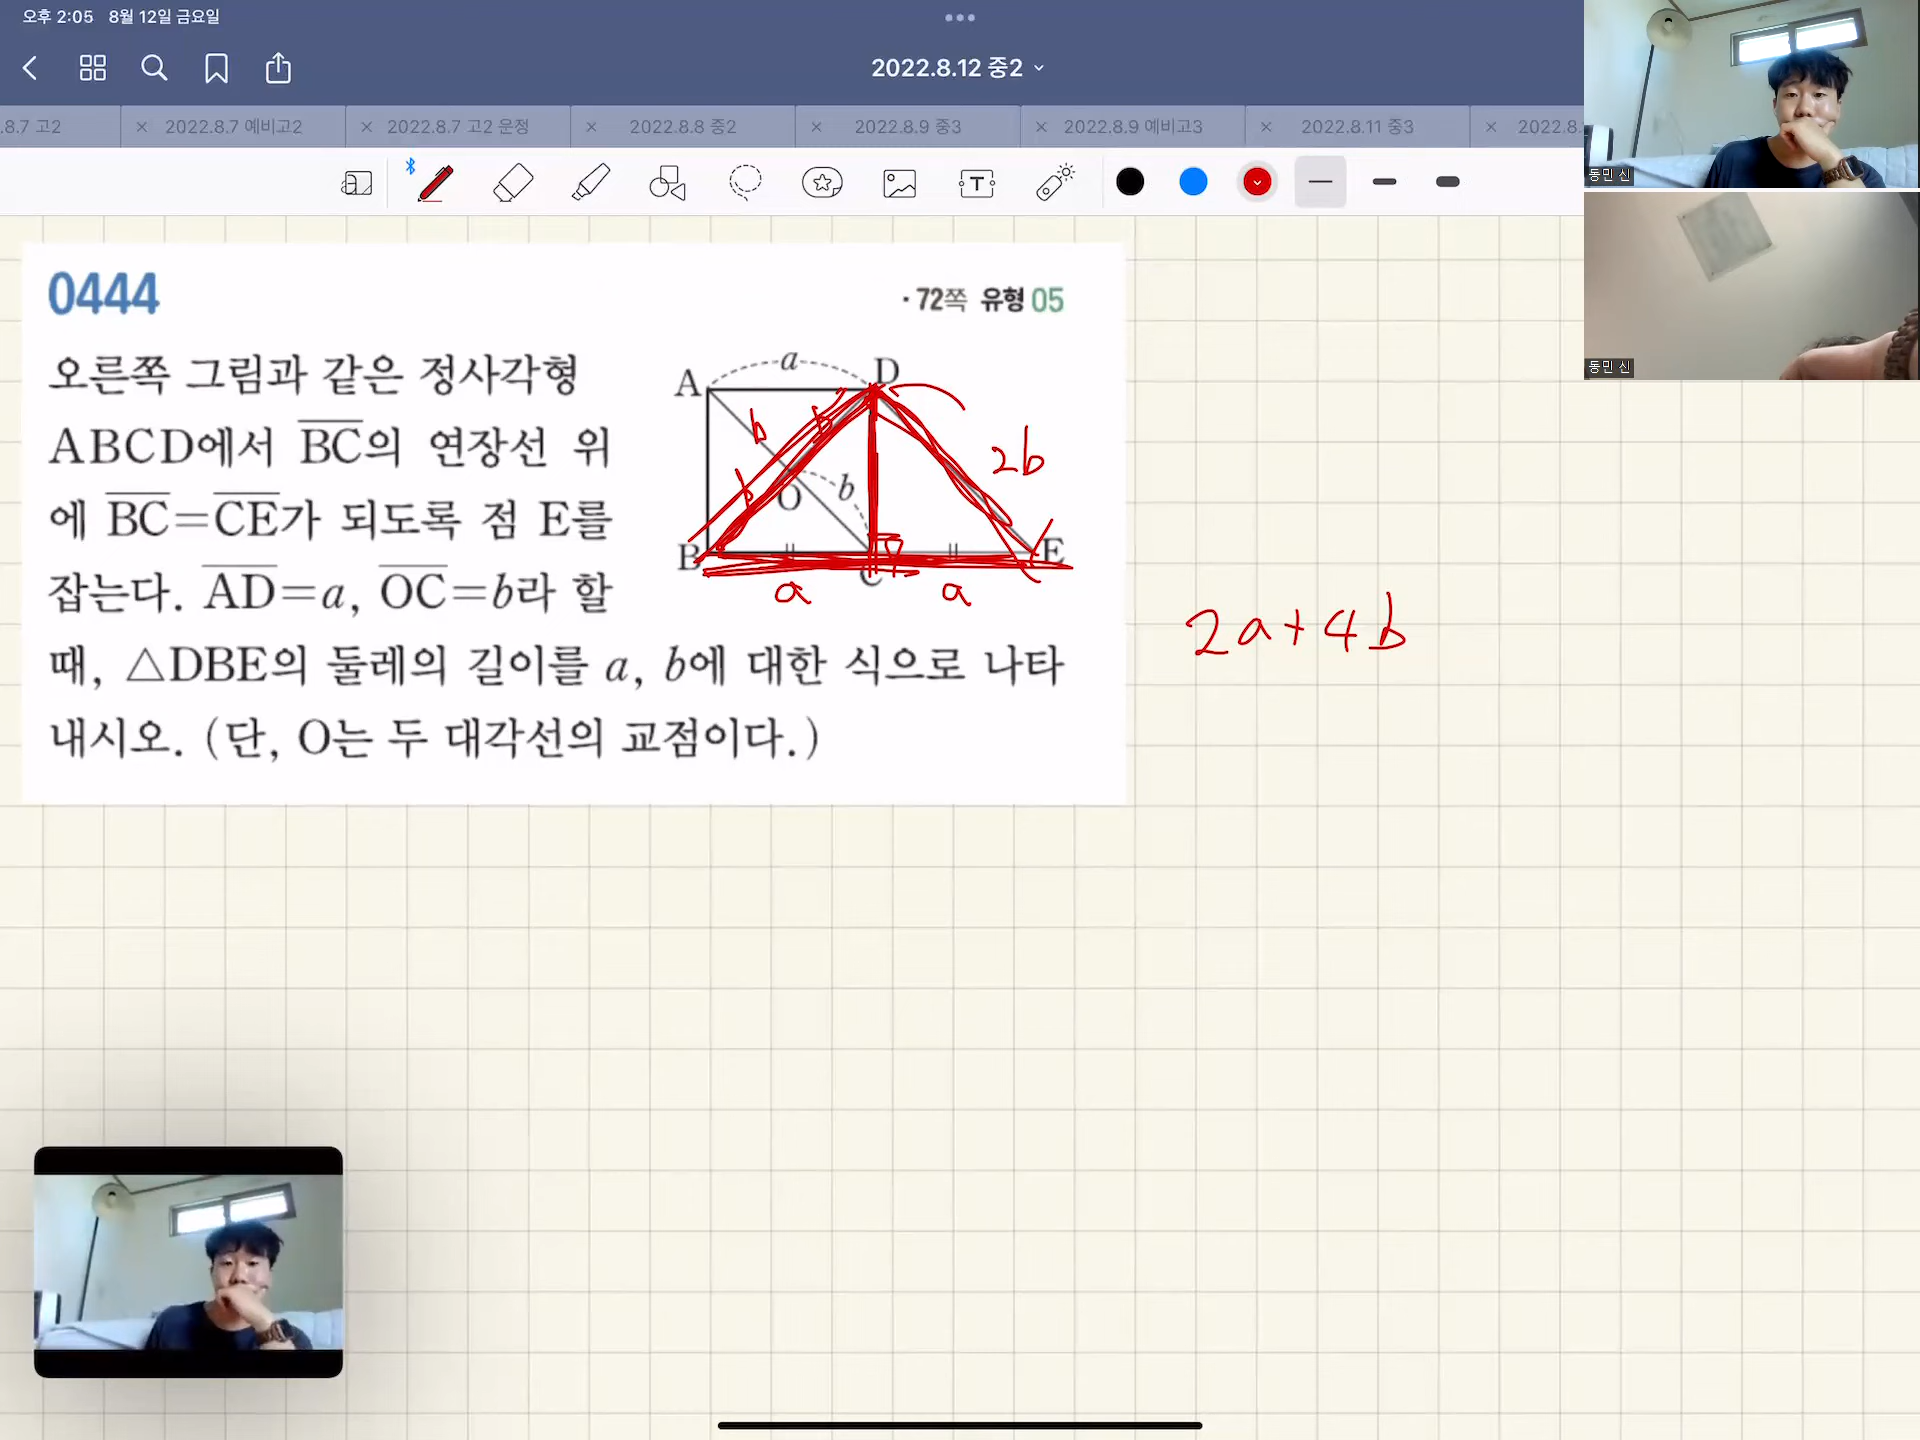 오후 2:05 8월 12일 금요일
2022.8.12 중2
.8.7 고2
2022.8.7 예비고2
2022.8.7 고2 운정
2022.8.8 중2
2022.8.9 중3
2022.8.9 예비고3
2022.8.11 중3
2022.8.
동민 신
동민 신
0444
• 72쪽 유형 05
오른쪽 그림과 같은 정사각형
ABCD에서 BC의 연장선 위
에 BC=CE가 되도록 점 E를
잡는다. AD=a, OC=b라 할
때, △DBE의 둘레의 길이를 a, b에 대한 식으로 나타
내시오. (단, O는 두 대각선의 교점이다.)
a
A
D
b
b
b
2b
O
b
B
C
E
a
a
2a+4b